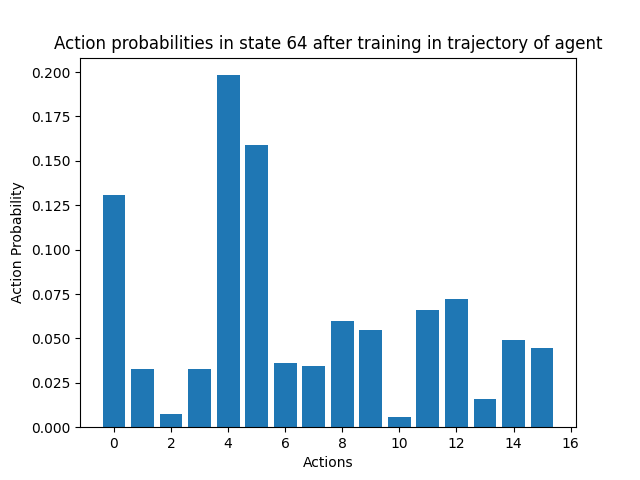 Action probabilities in state 64 after training in trajectory of agent
0.200
0.175
0.150
0.125
0.100
0.075
0.050
0.025
0.000
Action Probability
0 2 4 6 8 10 12 14 16
Actions